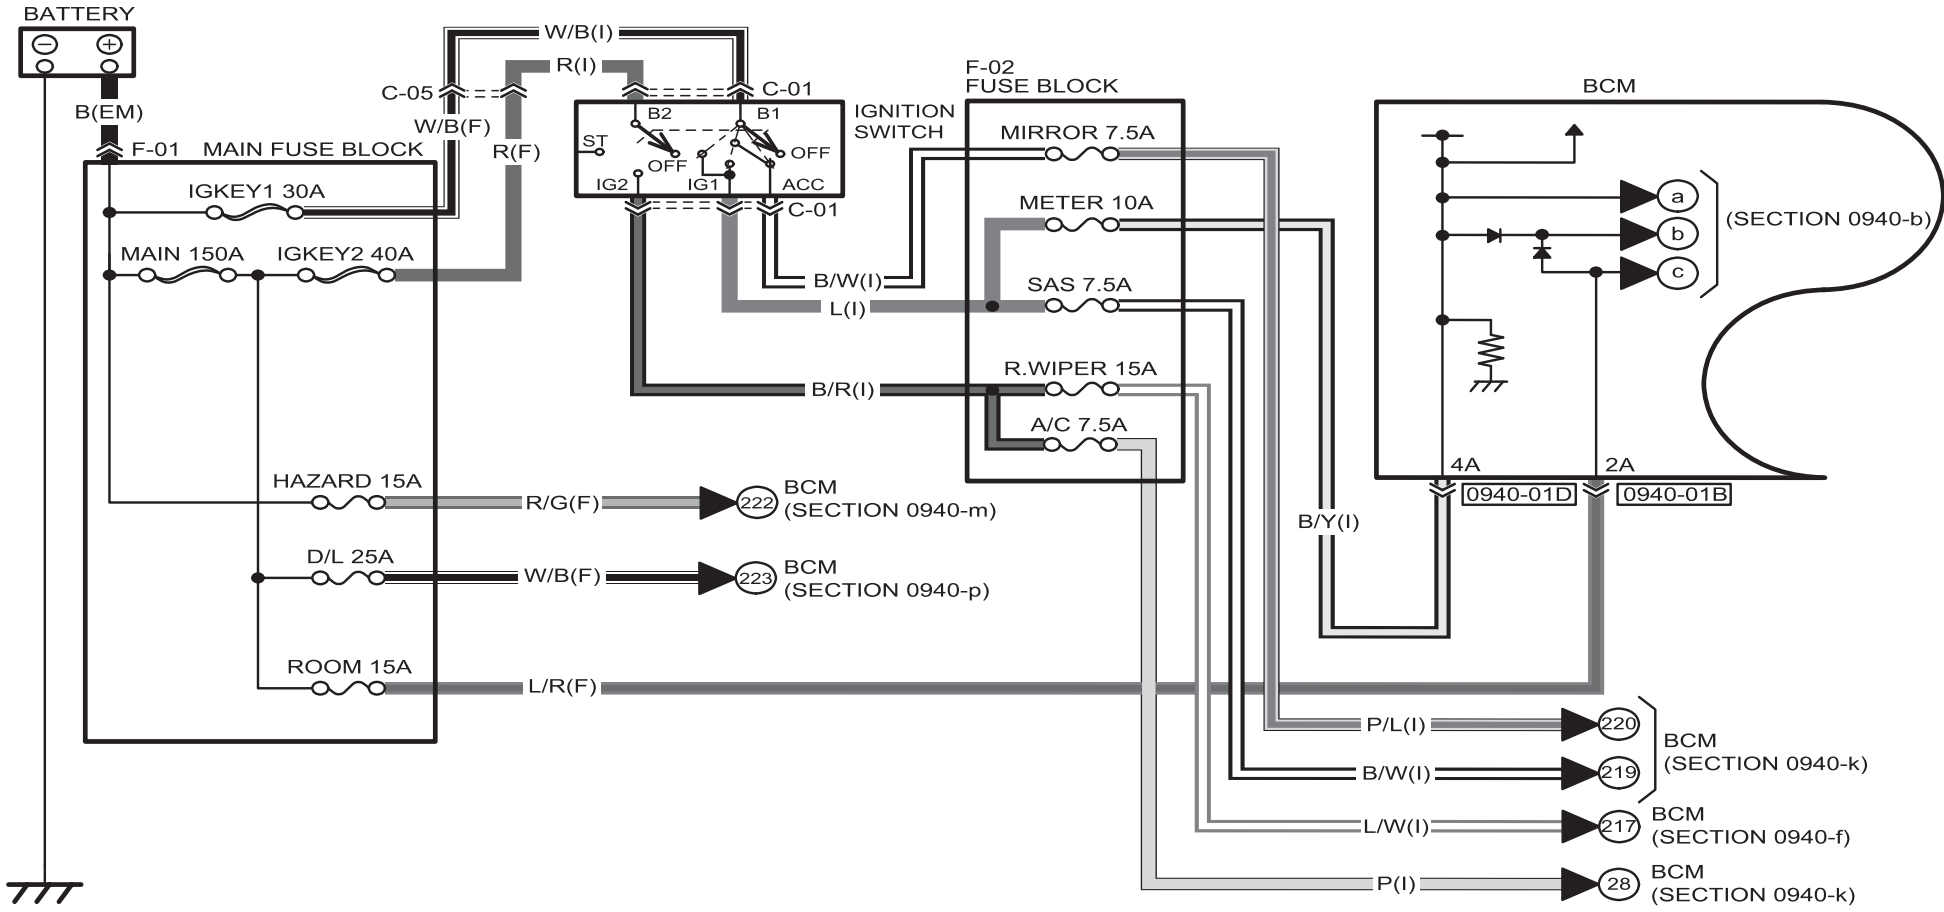 BATTERY
− +
B(EM)
F-01 MAIN FUSE BLOCK
IGKEY1 30A
MAIN 150A IGKEY2 40A
HAZARD 15A
D/L 25A
ROOM 15A
W/B(I)
R(I)
C-05
W/B(F)
R(F)
C-01
IGNITION
SWITCH
B2 B1
ST
OFF
OFF
IG2 IG1 ACC
C-01
B/W(I)
L(I)
B/R(I)
R/G(F)
222
BCM
(SECTION 0940-m)
W/B(F)
223
BCM
(SECTION 0940-p)
L/R(F)
F-02
FUSE BLOCK
MIRROR 7.5A
METER 10A
SAS 7.5A
R.WIPER 15A
A/C 7.5A
B/Y(I)
BCM
a
b
c
(SECTION 0940-b)
4A 2A
0940-01D 0940-01B
P/L(I)
220
B/W(I)
219
BCM
(SECTION 0940-k)
L/W(I)
217
BCM
(SECTION 0940-f)
P(I)
28
BCM
(SECTION 0940-k)